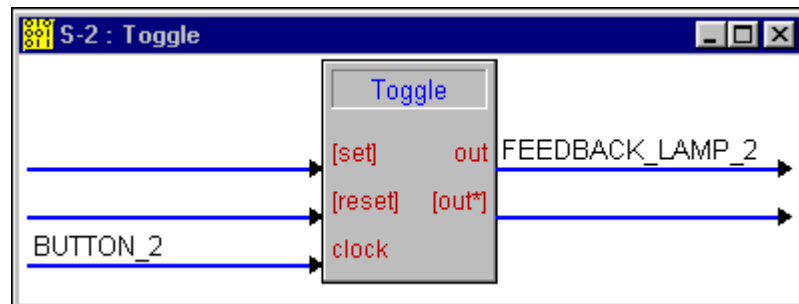 S-2 : Toggle
Toggle
[set] out FEEDBACK_LAMP_2
[reset] [out*]
BUTTON_2 clock